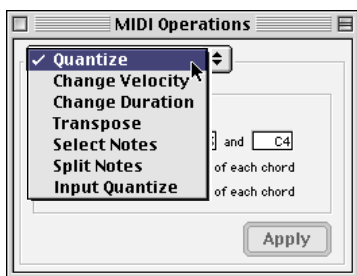 MIDI Operations
✓ Quantize
Change Velocity
Change Duration
Transpose
Select Notes
Split Notes
Input Quantize
and C4
of each chord
of each chord
Apply